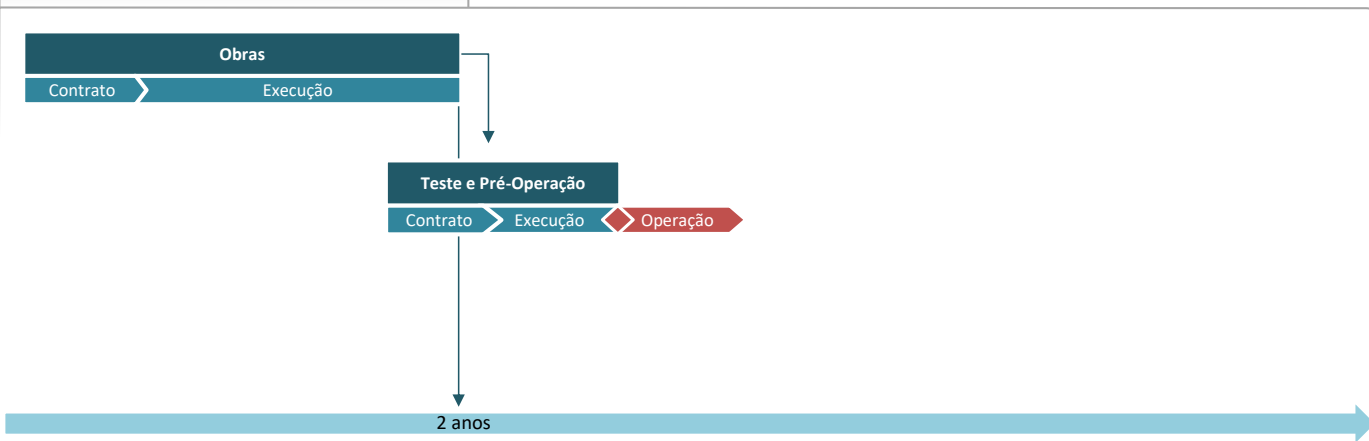 Obras
Contrato
Execução
Teste e Pré-Operação
Contrato
Execução
Operação
2 anos